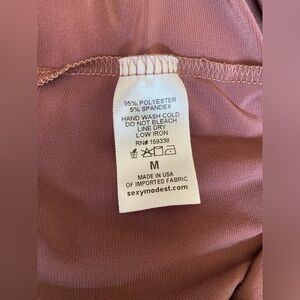 95% POLYESTER
5% SPANDEX
HAND WASH COLD
DO NOT BLEACH
LINE DRY
LOW IRON
RN# 159338
M
MADE IN USA
OF IMPORTED FABRIC
sexymodest.com